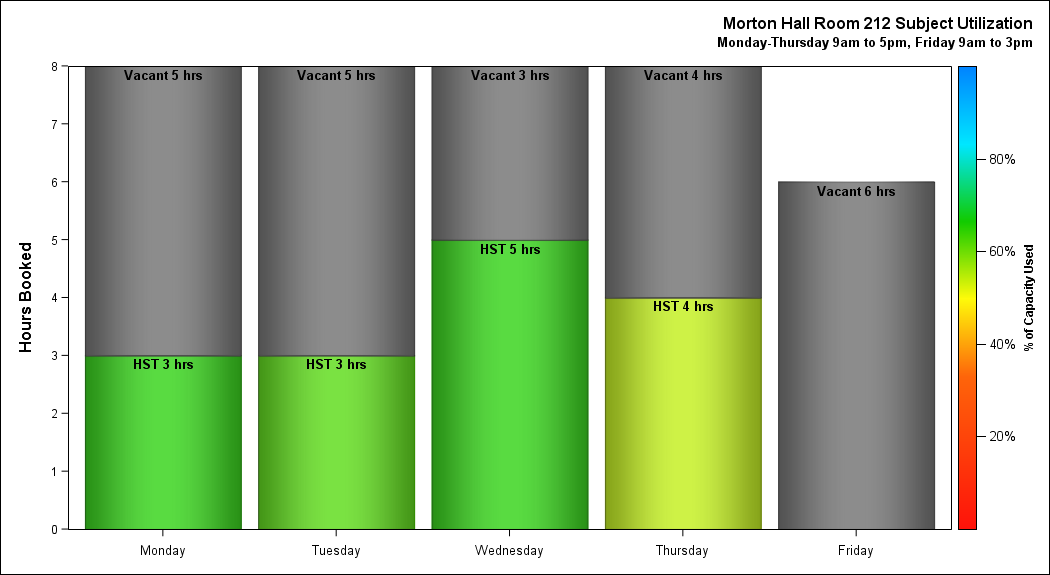 Morton Hall Room 212 Subject Utilization
Monday-Thursday 9am to 5pm, Friday 9am to 3pm
Hours Booked
8
7
6
5
4
3
2
1
0
Vacant 5 hrs
Vacant 5 hrs
Vacant 3 hrs
Vacant 4 hrs
Vacant 6 hrs
HST 5 hrs
HST 4 hrs
HST 3 hrs
HST 3 hrs
Monday
Tuesday
Wednesday
Thursday
Friday
80%
60%
40%
20%
% of Capacity Used